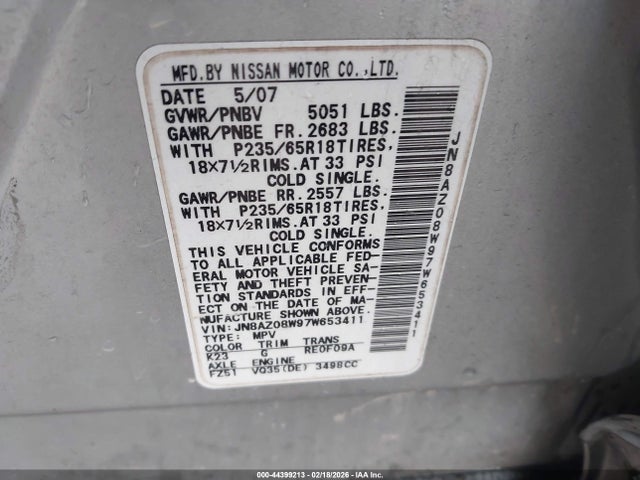 MFD.BY NISSAN MOTOR CO.,LTD.
DATE 5/07
GVWR/PNBV 5051 LBS.
GAWR/PNBE FR. 2683 LBS.
WITH P235/65R18TIRES,
18X7½RIMS.AT 33 PSI
COLD SINGLE.
GAWR/PNBE RR. 2557 LBS.
WITH P235/65R18TIRES,
18X7½RIMS.AT 33 PSI
COLD SINGLE.
THIS VEHICLE CONFORMS
TO ALL APPLICABLE FED-
ERAL MOTOR VEHICLE SA-
FETY AND THEFT PREVEN-
TION STANDARDS IN EFF-
ECT ON THE DATE OF MA-
NUFACTURE SHOWN ABOVE.
VIN: JN8AZ08W97W653411
TYPE: MPV
COLOR TRIM TRANS
K23 G RE0F09A
AXLE ENGINE
FZ51 VQ35(DE) 3498CC
JN8AZ08W97W653411
000-44399213 - 02/18/2026 - IAAI, Inc.